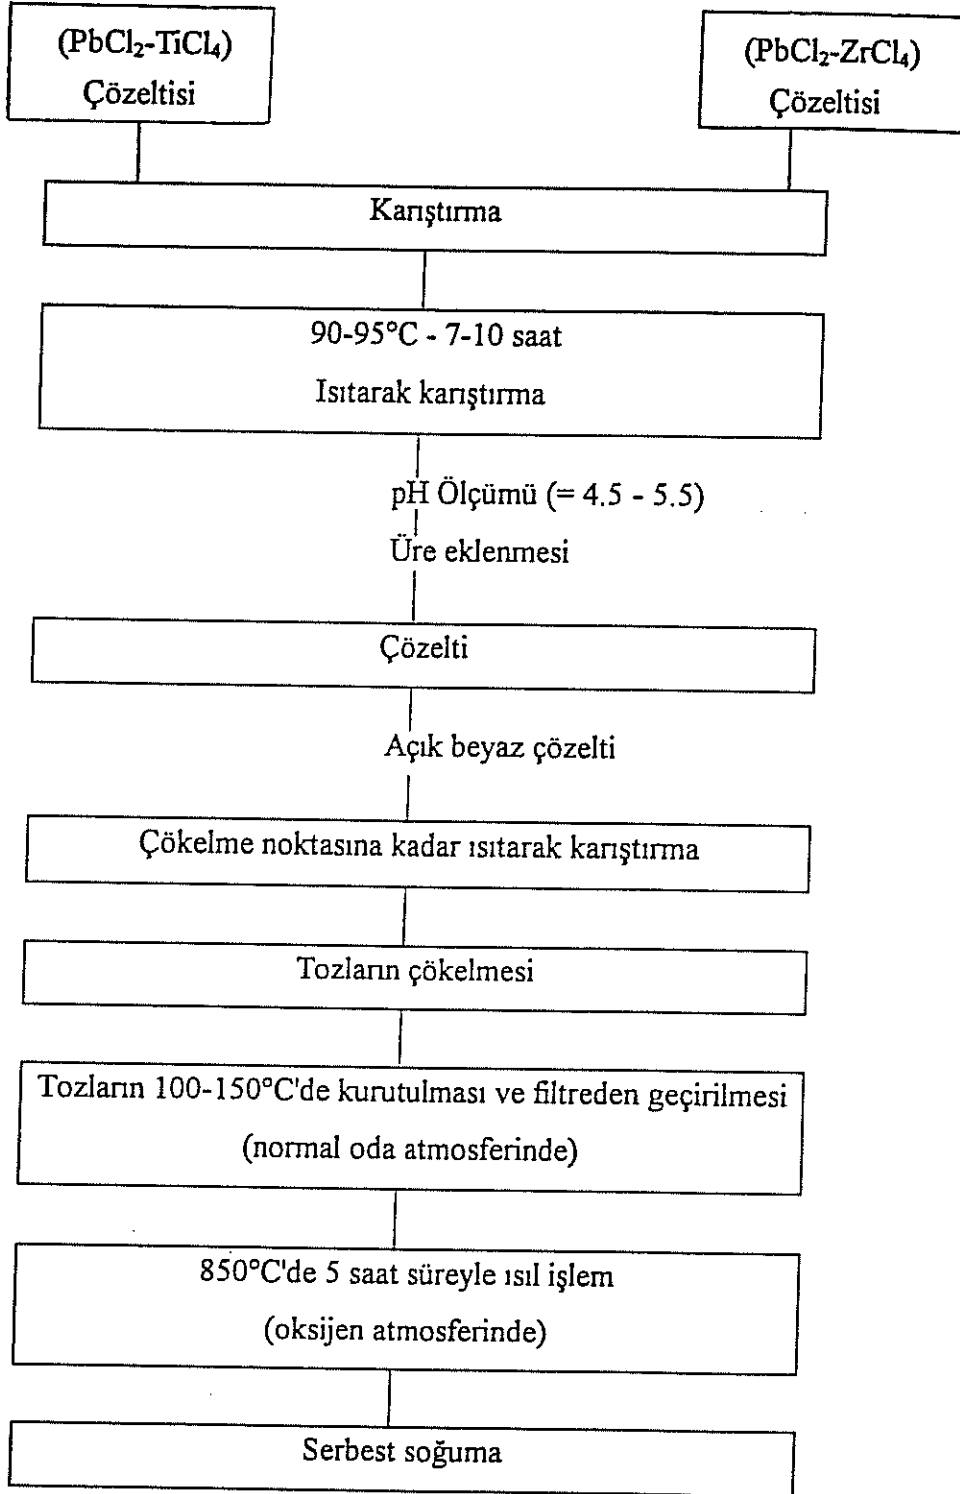 (PbCl₂-TiCl₄)
Çözeltisi
(PbCl₂-ZrCl₄)
Çözeltisi
Karıştırma
90-95°C - 7-10 saat
Isıtarak karıştırma
pH Ölçümü (= 4.5 - 5.5)
Üre eklenmesi
Çözelti
Açık beyaz çözelti
Çökelme noktasına kadar ısıtarak karıştırma
Tozların çökelmesi
Tozların 100-150°C'de kurutulması ve filtreden geçirilmesi
(normal oda atmosferinde)
850°C'de 5 saat süreyle ısıl işlem
(oksijen atmosferinde)
Serbest soğuma